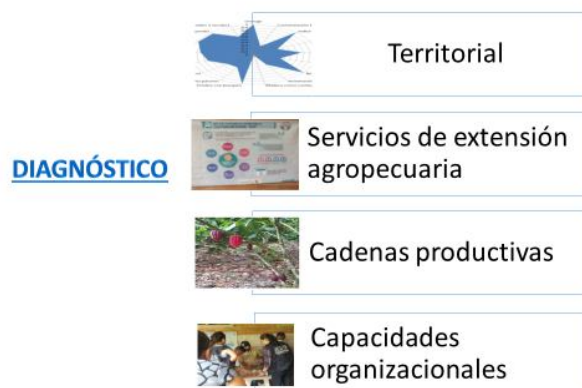 Territorial
DIAGNÓSTICO
Servicios de extensión
agropecuaria
Cadenas productivas
Capacidades
organizacionales